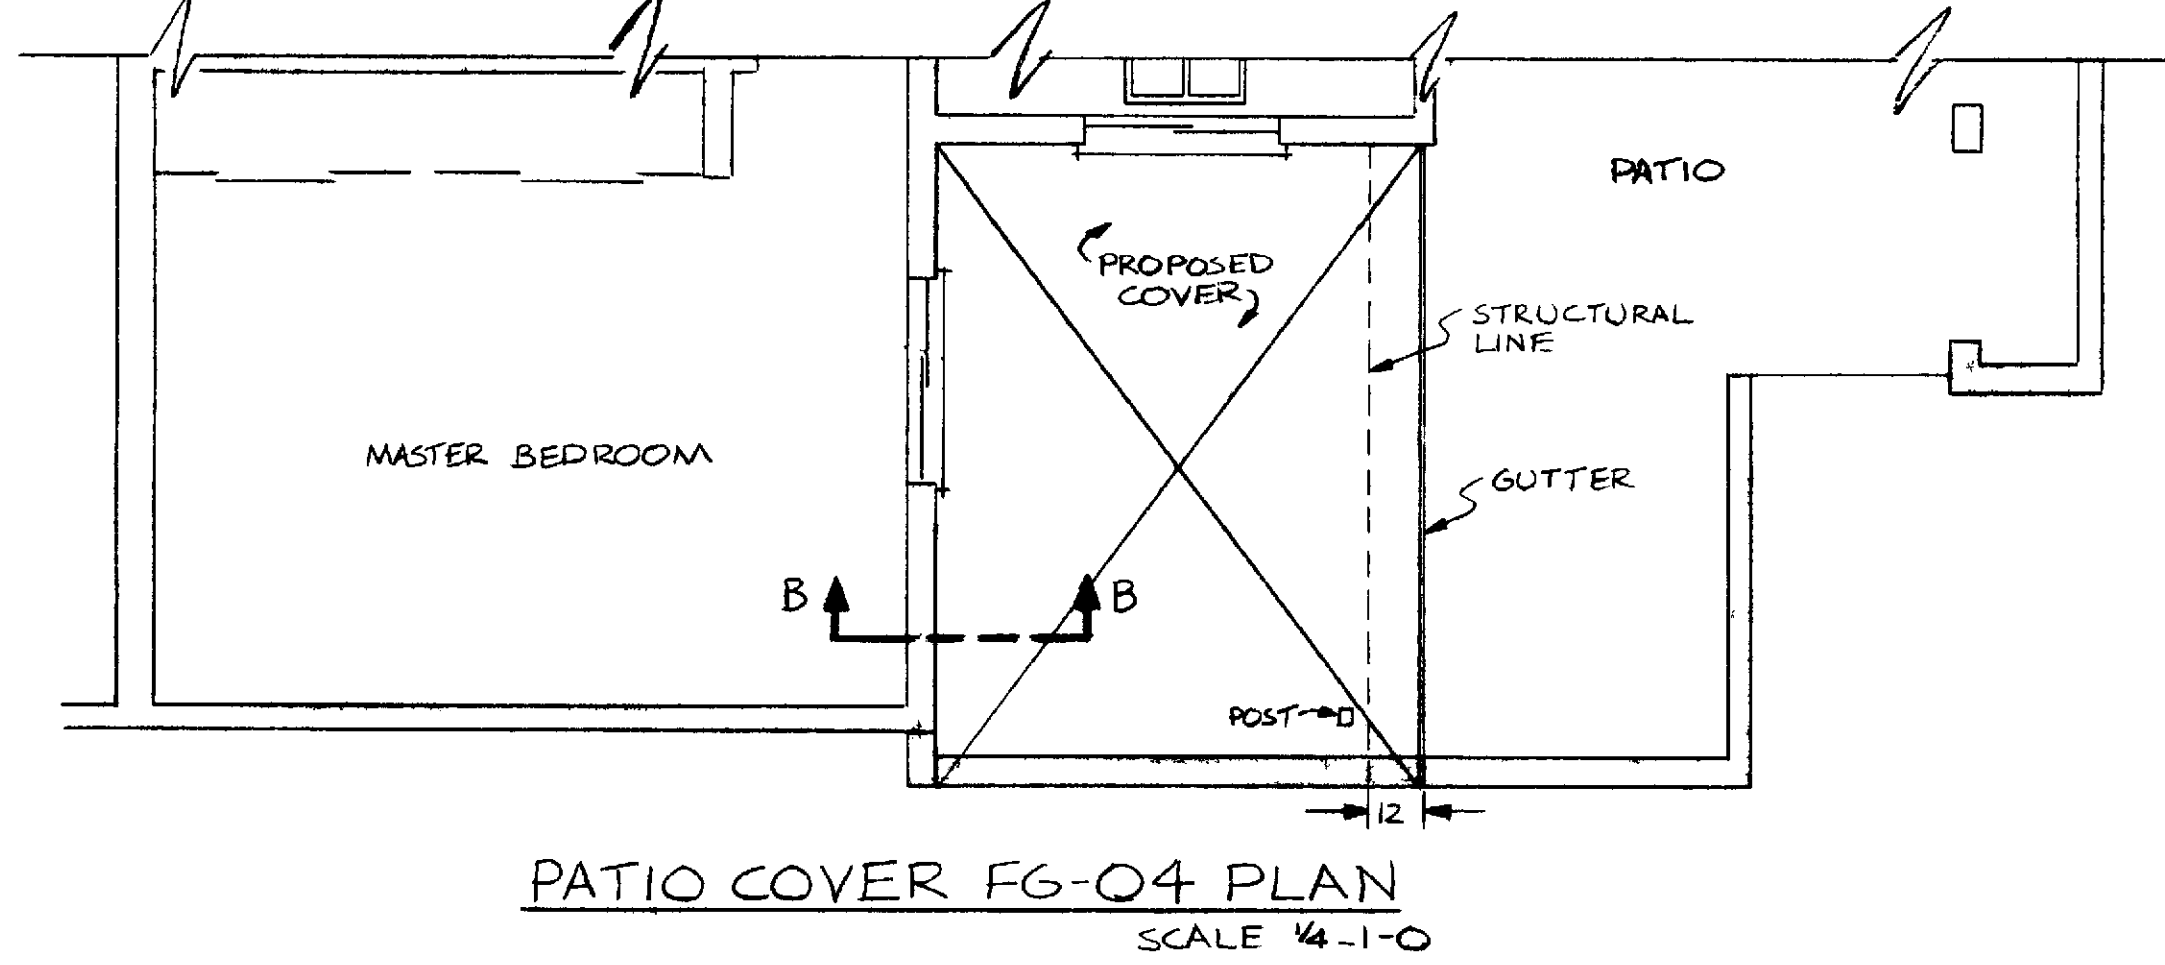 PATIO
PROPOSED
COVER
STRUCTURAL
LINE
MASTER BEDROOM
GUTTER
B B
POST
12
PATIO COVER FG-04 PLAN
SCALE 1/4-1-0